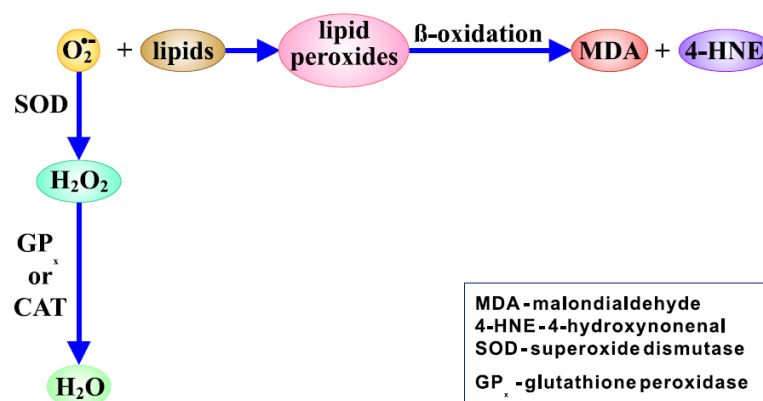 O₂•- + lipids lipid peroxides ß-oxidation MDA + 4-HNE
SOD
H₂O₂
GPₓ
or
CAT
H₂O
MDA-malondialdehyde
4-HNE-4-hydroxynonenal
SOD-superoxide dismutase
GPₓ-glutathione peroxidase